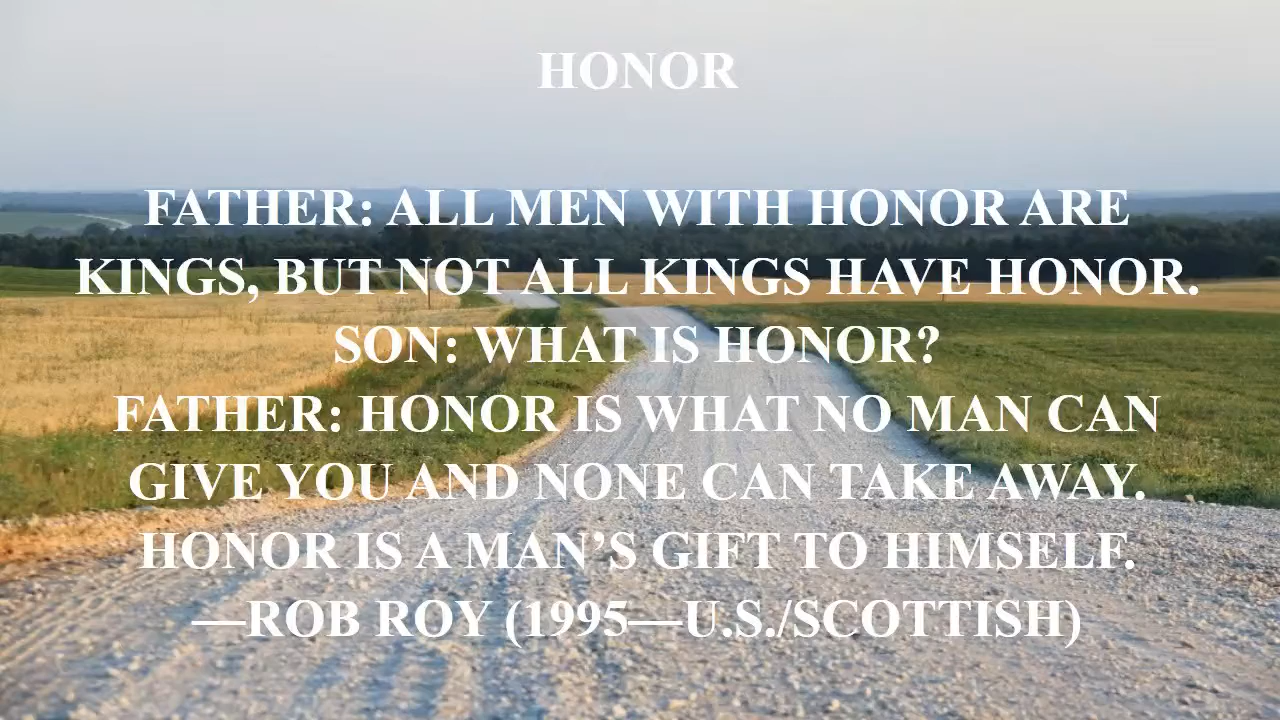 HONOR
FATHER: ALL MEN WITH HONOR ARE
KINGS, BUT NOT ALL KINGS HAVE HONOR.
SON: WHAT IS HONOR?
FATHER: HONOR IS WHAT NO MAN CAN
GIVE YOU AND NONE CAN TAKE AWAY.
HONOR IS A MAN’S GIFT TO HIMSELF.
—ROB ROY (1995—U.S./SCOTTISH)